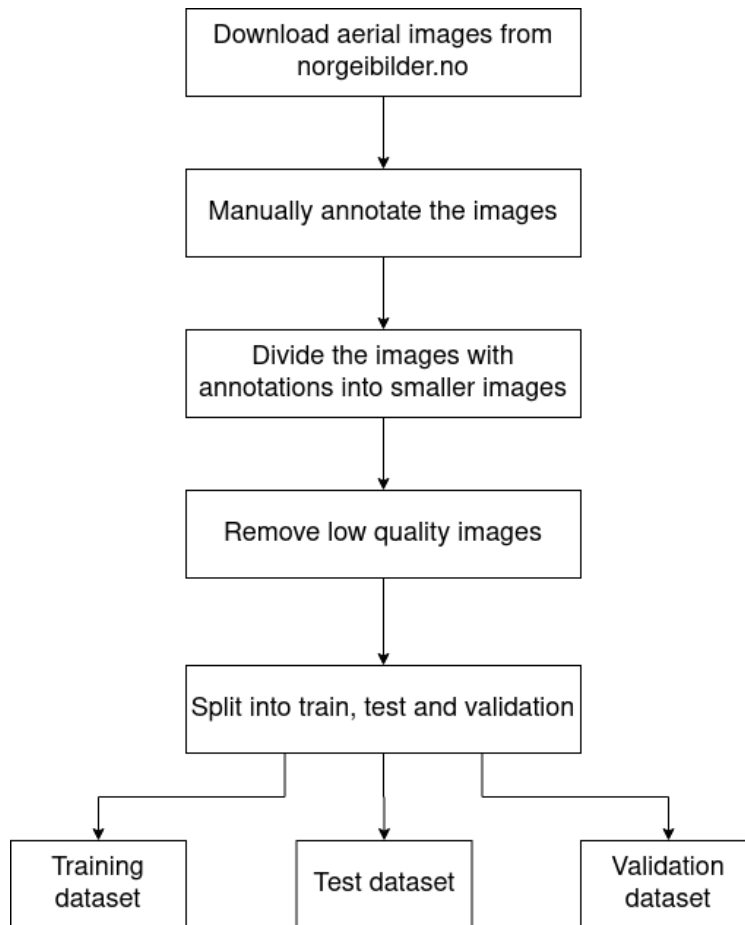 Download aerial images from
norgeibilder.no
Manually annotate the images
Divide the images with
annotations into smaller images
Remove low quality images
Split into train, test and validation
Training
dataset
Test dataset
Validation
dataset